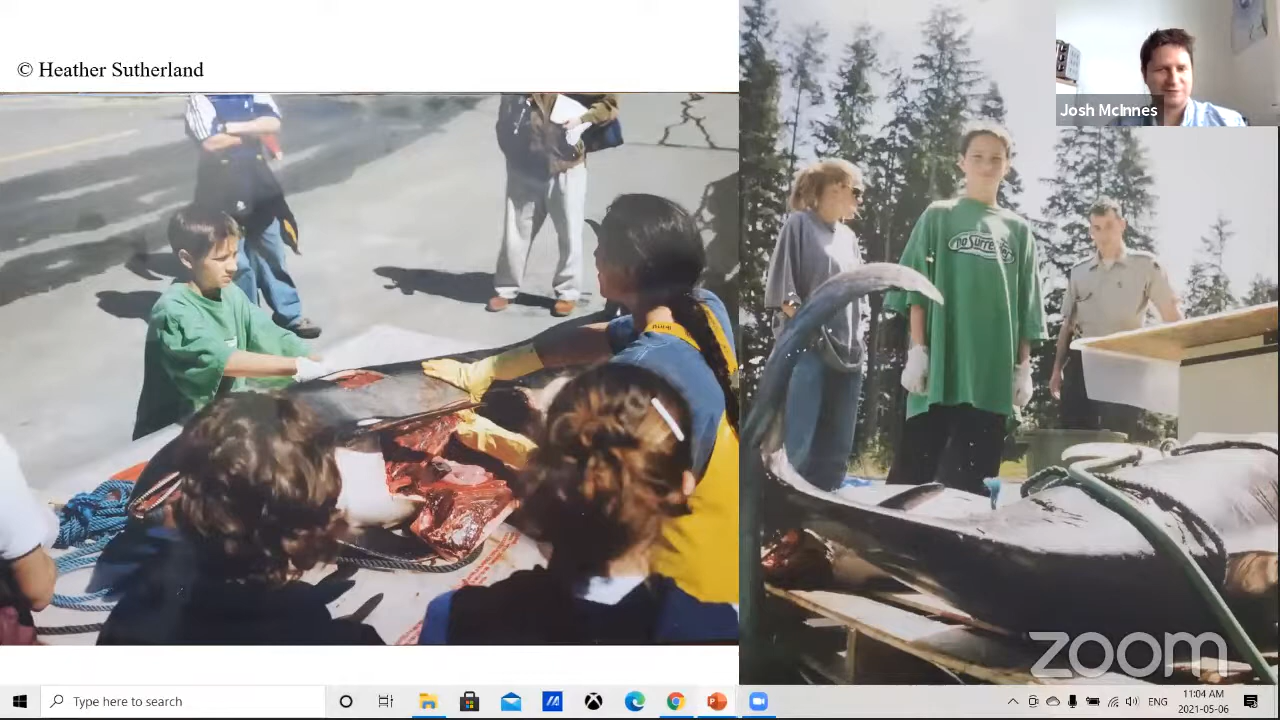 © Heather Sutherland
Josh McInnes
no Surrender
zoom
Type here to search
ENG
11:04 AM
2021-05-06